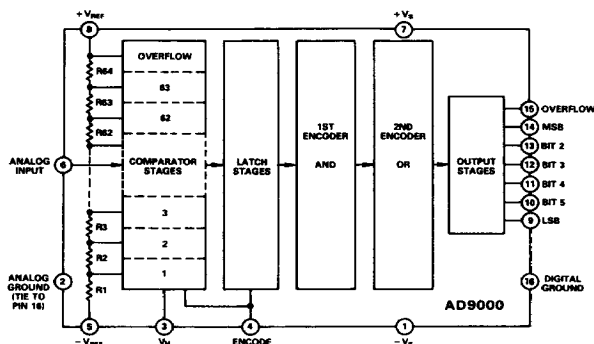 + VREF
+ VS
8
7
OVERFLOW
R64
63
R63
62
R62
ANALOG INPUT
6
COMPARATOR STAGES
LATCH STAGES
1ST ENCODER AND
2ND ENCODER OR
OUTPUT STAGES
15 OVERFLOW
14 MSB
13 BIT 2
12 BIT 3
11 BIT 4
10 BIT 5
9 LSB
R3
3
R2
2
R1
1
ANALOG GROUND (TIE TO PIN 16)
2
16 DIGITAL GROUND
AD9000
5
3
4
1
- VREF
VH
ENCODE
- VS